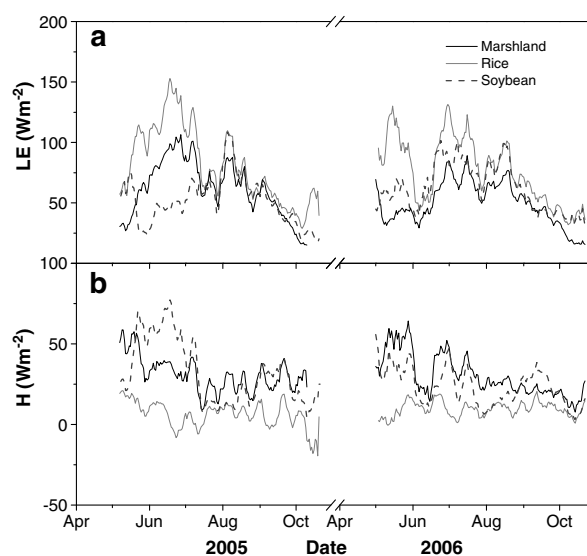 a
LE (Wm-2)
200
150
100
50
0
Marshland
Rice
Soybean
b
H (Wm-2)
100
50
0
-50
Apr Jun Aug Oct Apr Jun Aug Oct
2005 Date 2006